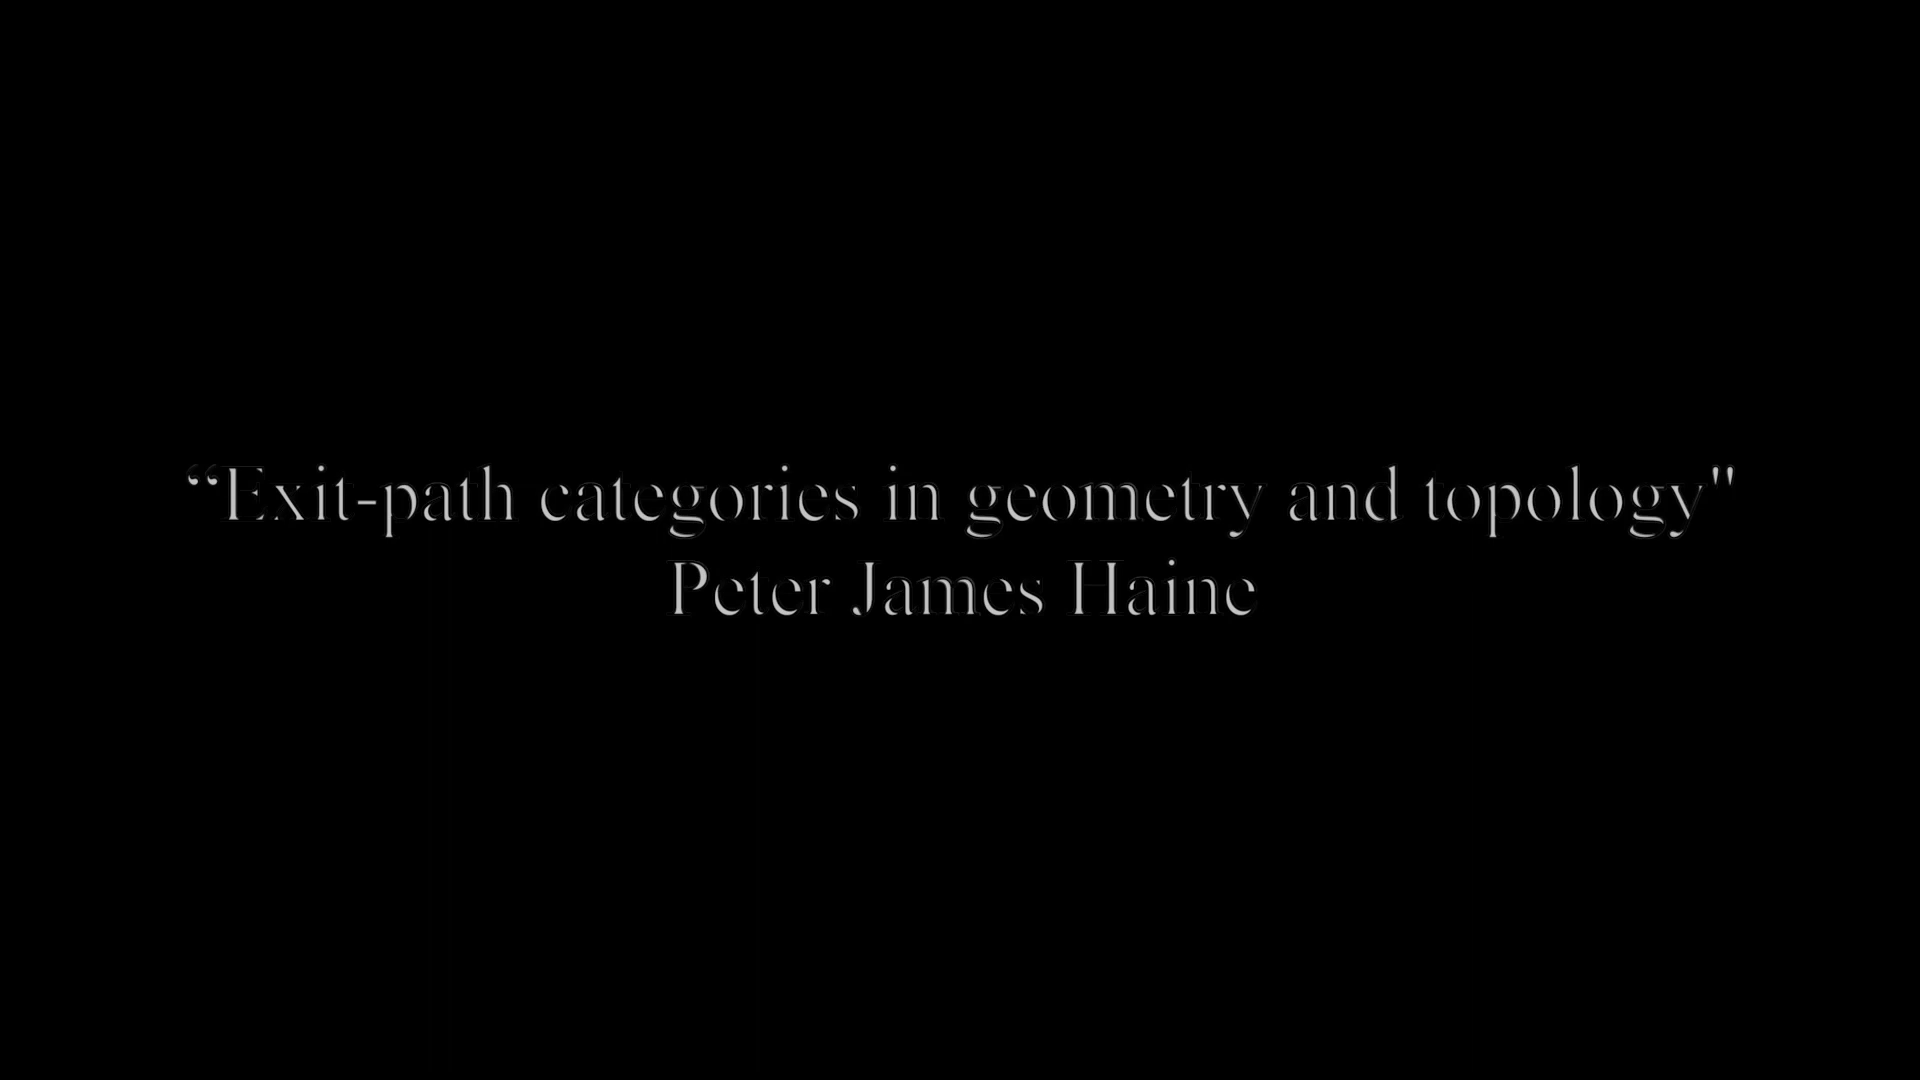 “Exit-path categories in geometry and topology"
Peter James Haine